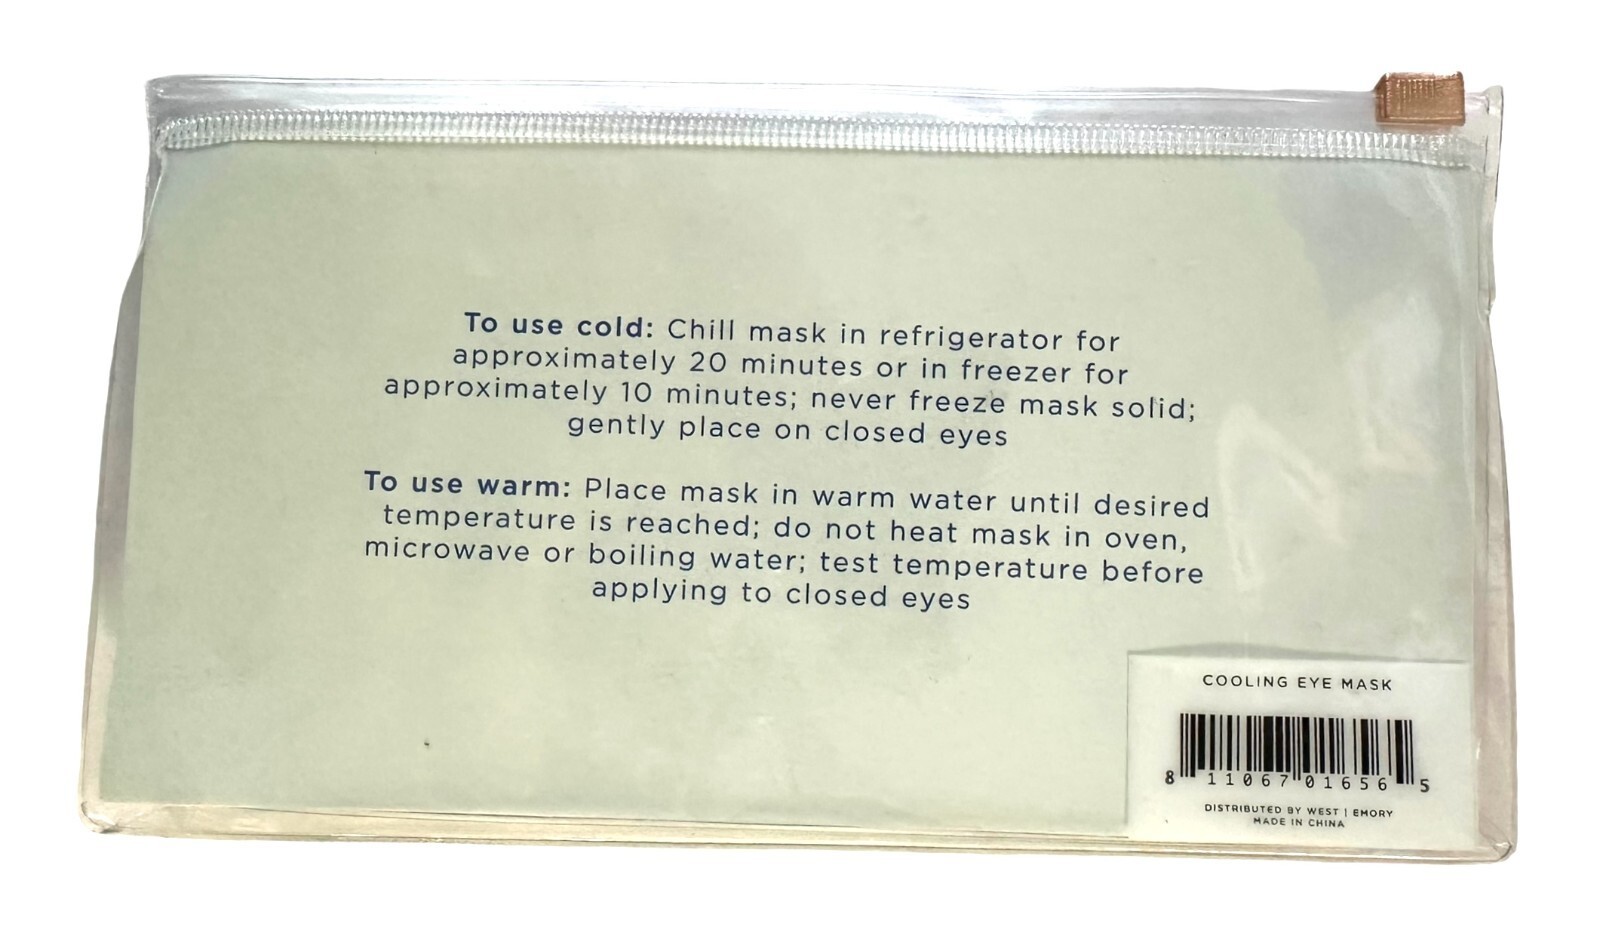 To use cold: Chill mask in refrigerator for
approximately 20 minutes or in freezer for
approximately 10 minutes; never freeze mask solid;
gently place on closed eyes
To use warm: Place mask in warm water until desired
temperature is reached; do not heat mask in oven,
microwave or boiling water; test temperature before
applying to closed eyes
COOLING EYE MASK
8 11067 01656 5
DISTRIBUTED BY WEST | EMORY
MADE IN CHINA